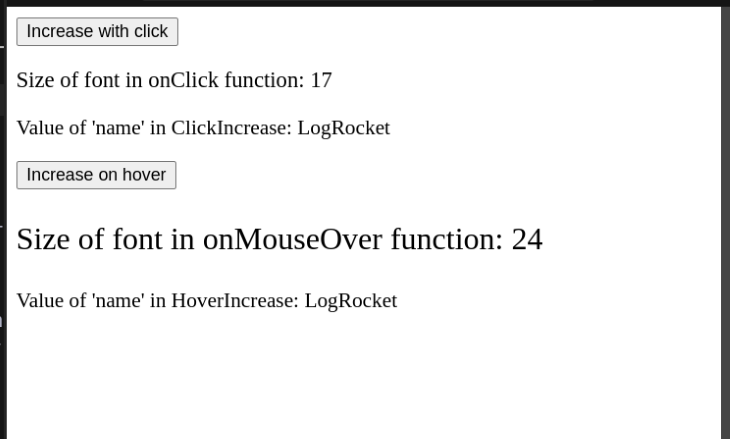 Increase with click
Size of font in onClick function: 17
Value of 'name' in ClickIncrease: LogRocket
Increase on hover
Size of font in onMouseOver function: 24
Value of 'name' in HoverIncrease: LogRocket